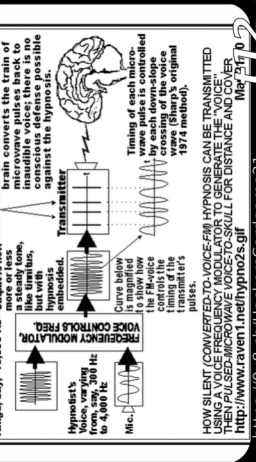 more or less
a steady tone,
like tinnitus,
but with
hypnosis
embedded.
brain converts the train of
microwave pulses back to
inaudible voice; there is no
conscious defense possible
against the hypnosis.
Transmitter
FREQUENCY MODULATOR,
VOICE CONTROLS FREQ.
Hypnotist's
Voice, varying
from, say, 300 Hz
to 4,000 Hz
Mic.
Curve below
is magnified
to show how
the FM-voice
controls the
timing of the
transmitter's
pulses.
Timing of each micro-
wave pulse is controlled
by each down-slope
crossing of the voice
wave (Sharp's original
1974 method).
HOW SILENT (CONVERTED-TO-VOICE-FM) HYPNOSIS CAN BE TRANSMITTED
USING A VOICE FREQUENCY MODULATOR TO GENERATE THE "VOICE"
THEN PULSED-MICROWAVE VOICE-TO-SKULL FOR DISTANCE AND COVER
http://www.raven1.net/hypno2s.gif